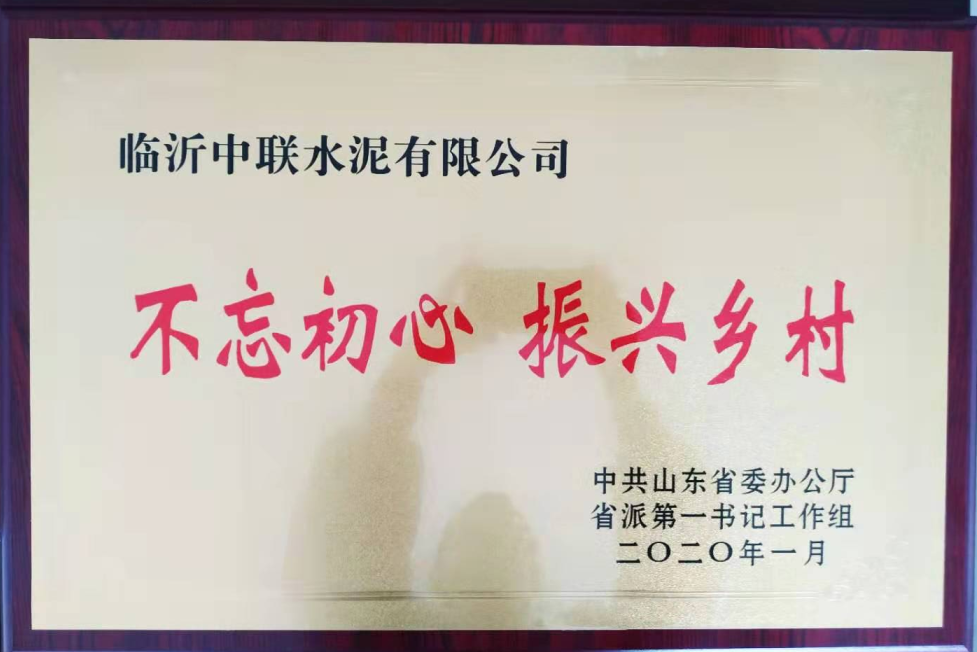 临沂中联水泥有限公司
不忘初心 振兴乡村
中共山东省委办公厅
省派第一书记工作组
二〇二〇年一月